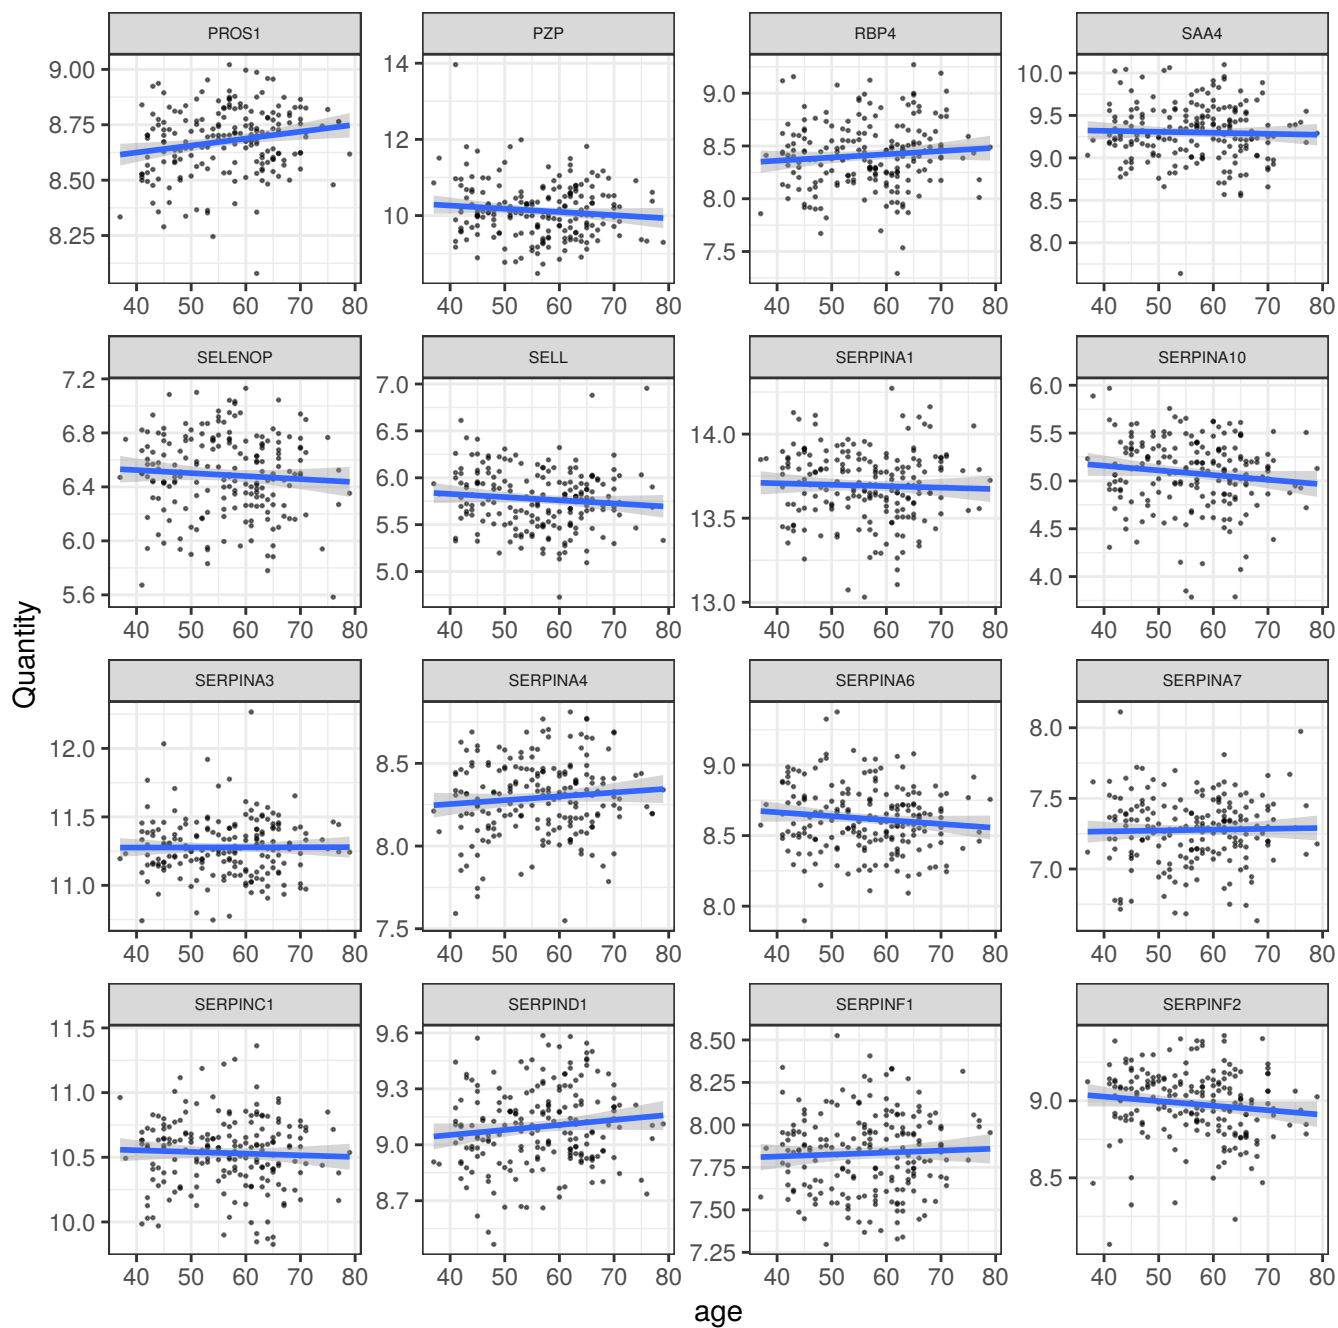 PROS1 PZP RBP4 SAA4
9.00 14 9.0 10.0
8.75 12 8.5 9.5
8.50 10 8.0 9.0
8.25 7.5 8.5
8.0
40 50 60 70 80 40 50 60 70 80 40 50 60 70 80 40 50 60 70 80
SELENOP SELL SERPINA1 SERPINA10
7.2 7.0 14.0 6.0
6.8 6.5 13.5 5.5
6.4 6.0 13.0 5.0
6.0 5.5 4.5
5.6 5.0 4.0
40 50 60 70 80 40 50 60 70 80 40 50 60 70 80 40 50 60 70 80
Quantity
SERPINA3 SERPINA4 SERPINA6 SERPINA7
12.0 8.5 9.0 8.0
11.5 8.0 8.5 7.5
11.0 7.5 8.0 7.0
40 50 60 70 80 40 50 60 70 80 40 50 60 70 80 40 50 60 70 80
SERPINC1 SERPIND1 SERPINF1 SERPINF2
11.5 9.6 8.50 9.0
11.0 9.3 8.25 8.5
10.5 9.0 8.00
10.0 8.7 7.75
7.50
7.25
40 50 60 70 80 40 50 60 70 80 40 50 60 70 80 40 50 60 70 80
age